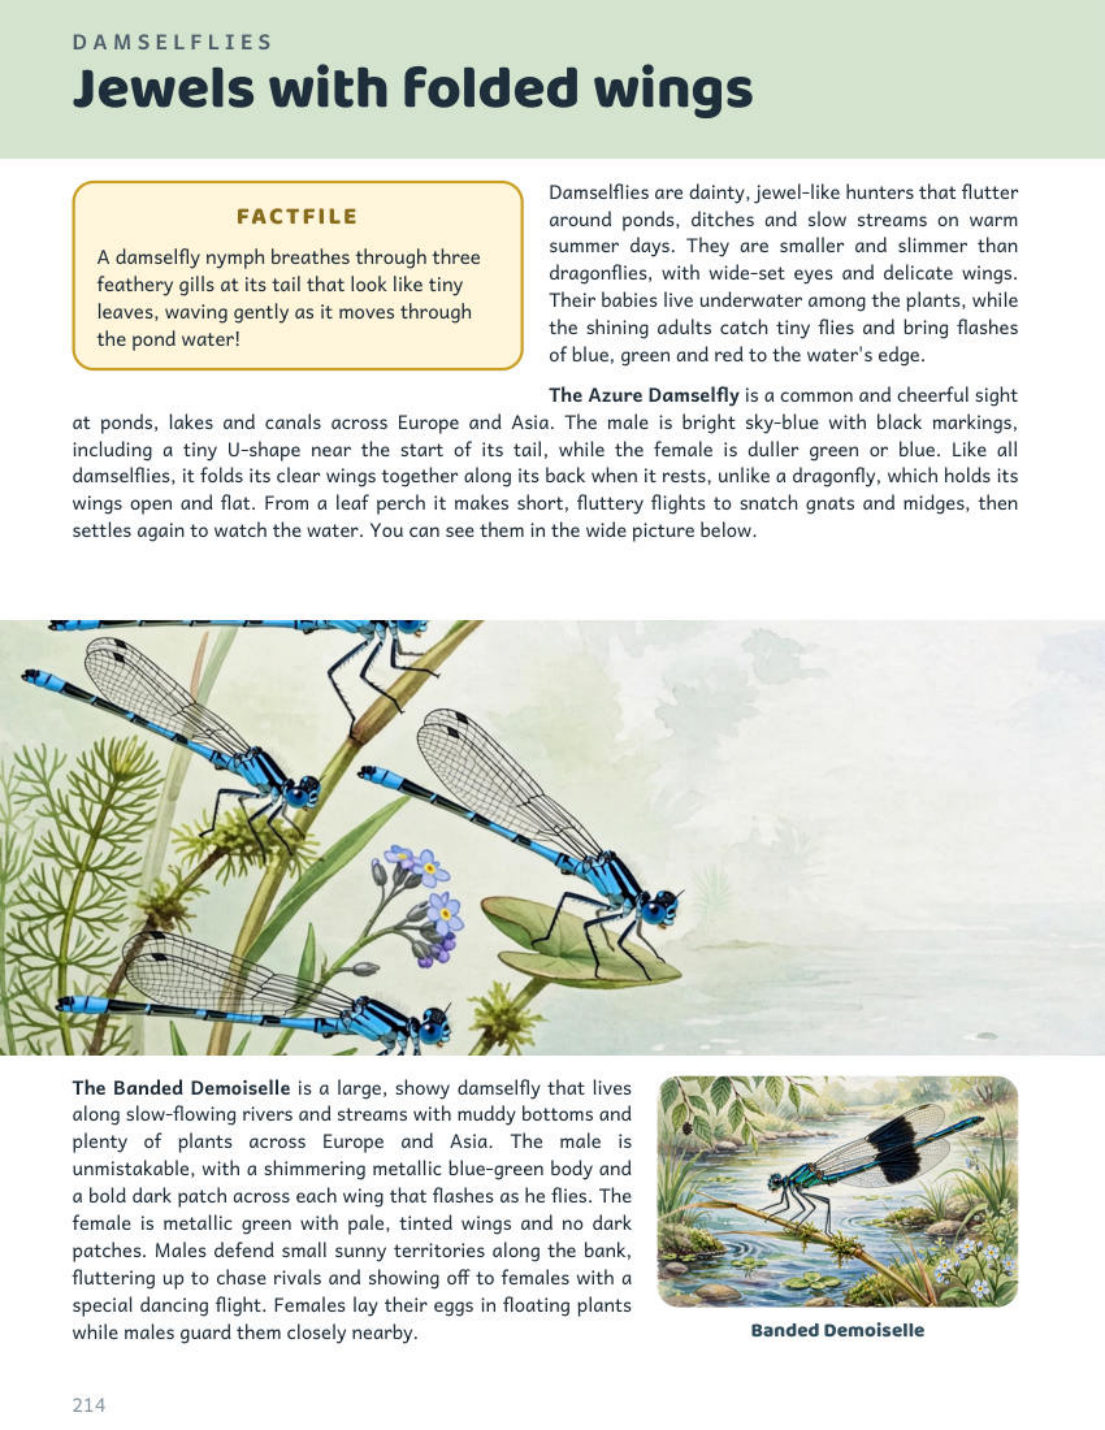 DAMSELFLIES
Jewels with folded wings
FACTFILE
A damselfly nymph breathes through three
feathery gills at its tail that look like tiny
leaves, waving gently as it moves through
the pond water!
Damselflies are dainty, jewel-like hunters that flutter
around ponds, ditches and slow streams on warm
summer days. They are smaller and slimmer than
dragonflies, with wide-set eyes and delicate wings.
Their babies live underwater among the plants, while
the shining adults catch tiny flies and bring flashes
of blue, green and red to the water's edge.
The Azure Damselfly is a common and cheerful sight
at ponds, lakes and canals across Europe and Asia. The male is bright sky-blue with black markings,
including a tiny U-shape near the start of its tail, while the female is duller green or blue. Like all
damselflies, it folds its clear wings together along its back when it rests, unlike a dragonfly, which holds its
wings open and flat. From a leaf perch it makes short, fluttery flights to snatch gnats and midges, then
settles again to watch the water. You can see them in the wide picture below.
The Banded Demoiselle is a large, showy damselfly that lives
along slow-flowing rivers and streams with muddy bottoms and
plenty of plants across Europe and Asia. The male is
unmistakable, with a shimmering metallic blue-green body and
a bold dark patch across each wing that flashes as he flies. The
female is metallic green with pale, tinted wings and no dark
patches. Males defend small sunny territories along the bank,
fluttering up to chase rivals and showing off to females with a
special dancing flight. Females lay their eggs in floating plants
while males guard them closely nearby.
Banded Demoiselle
214